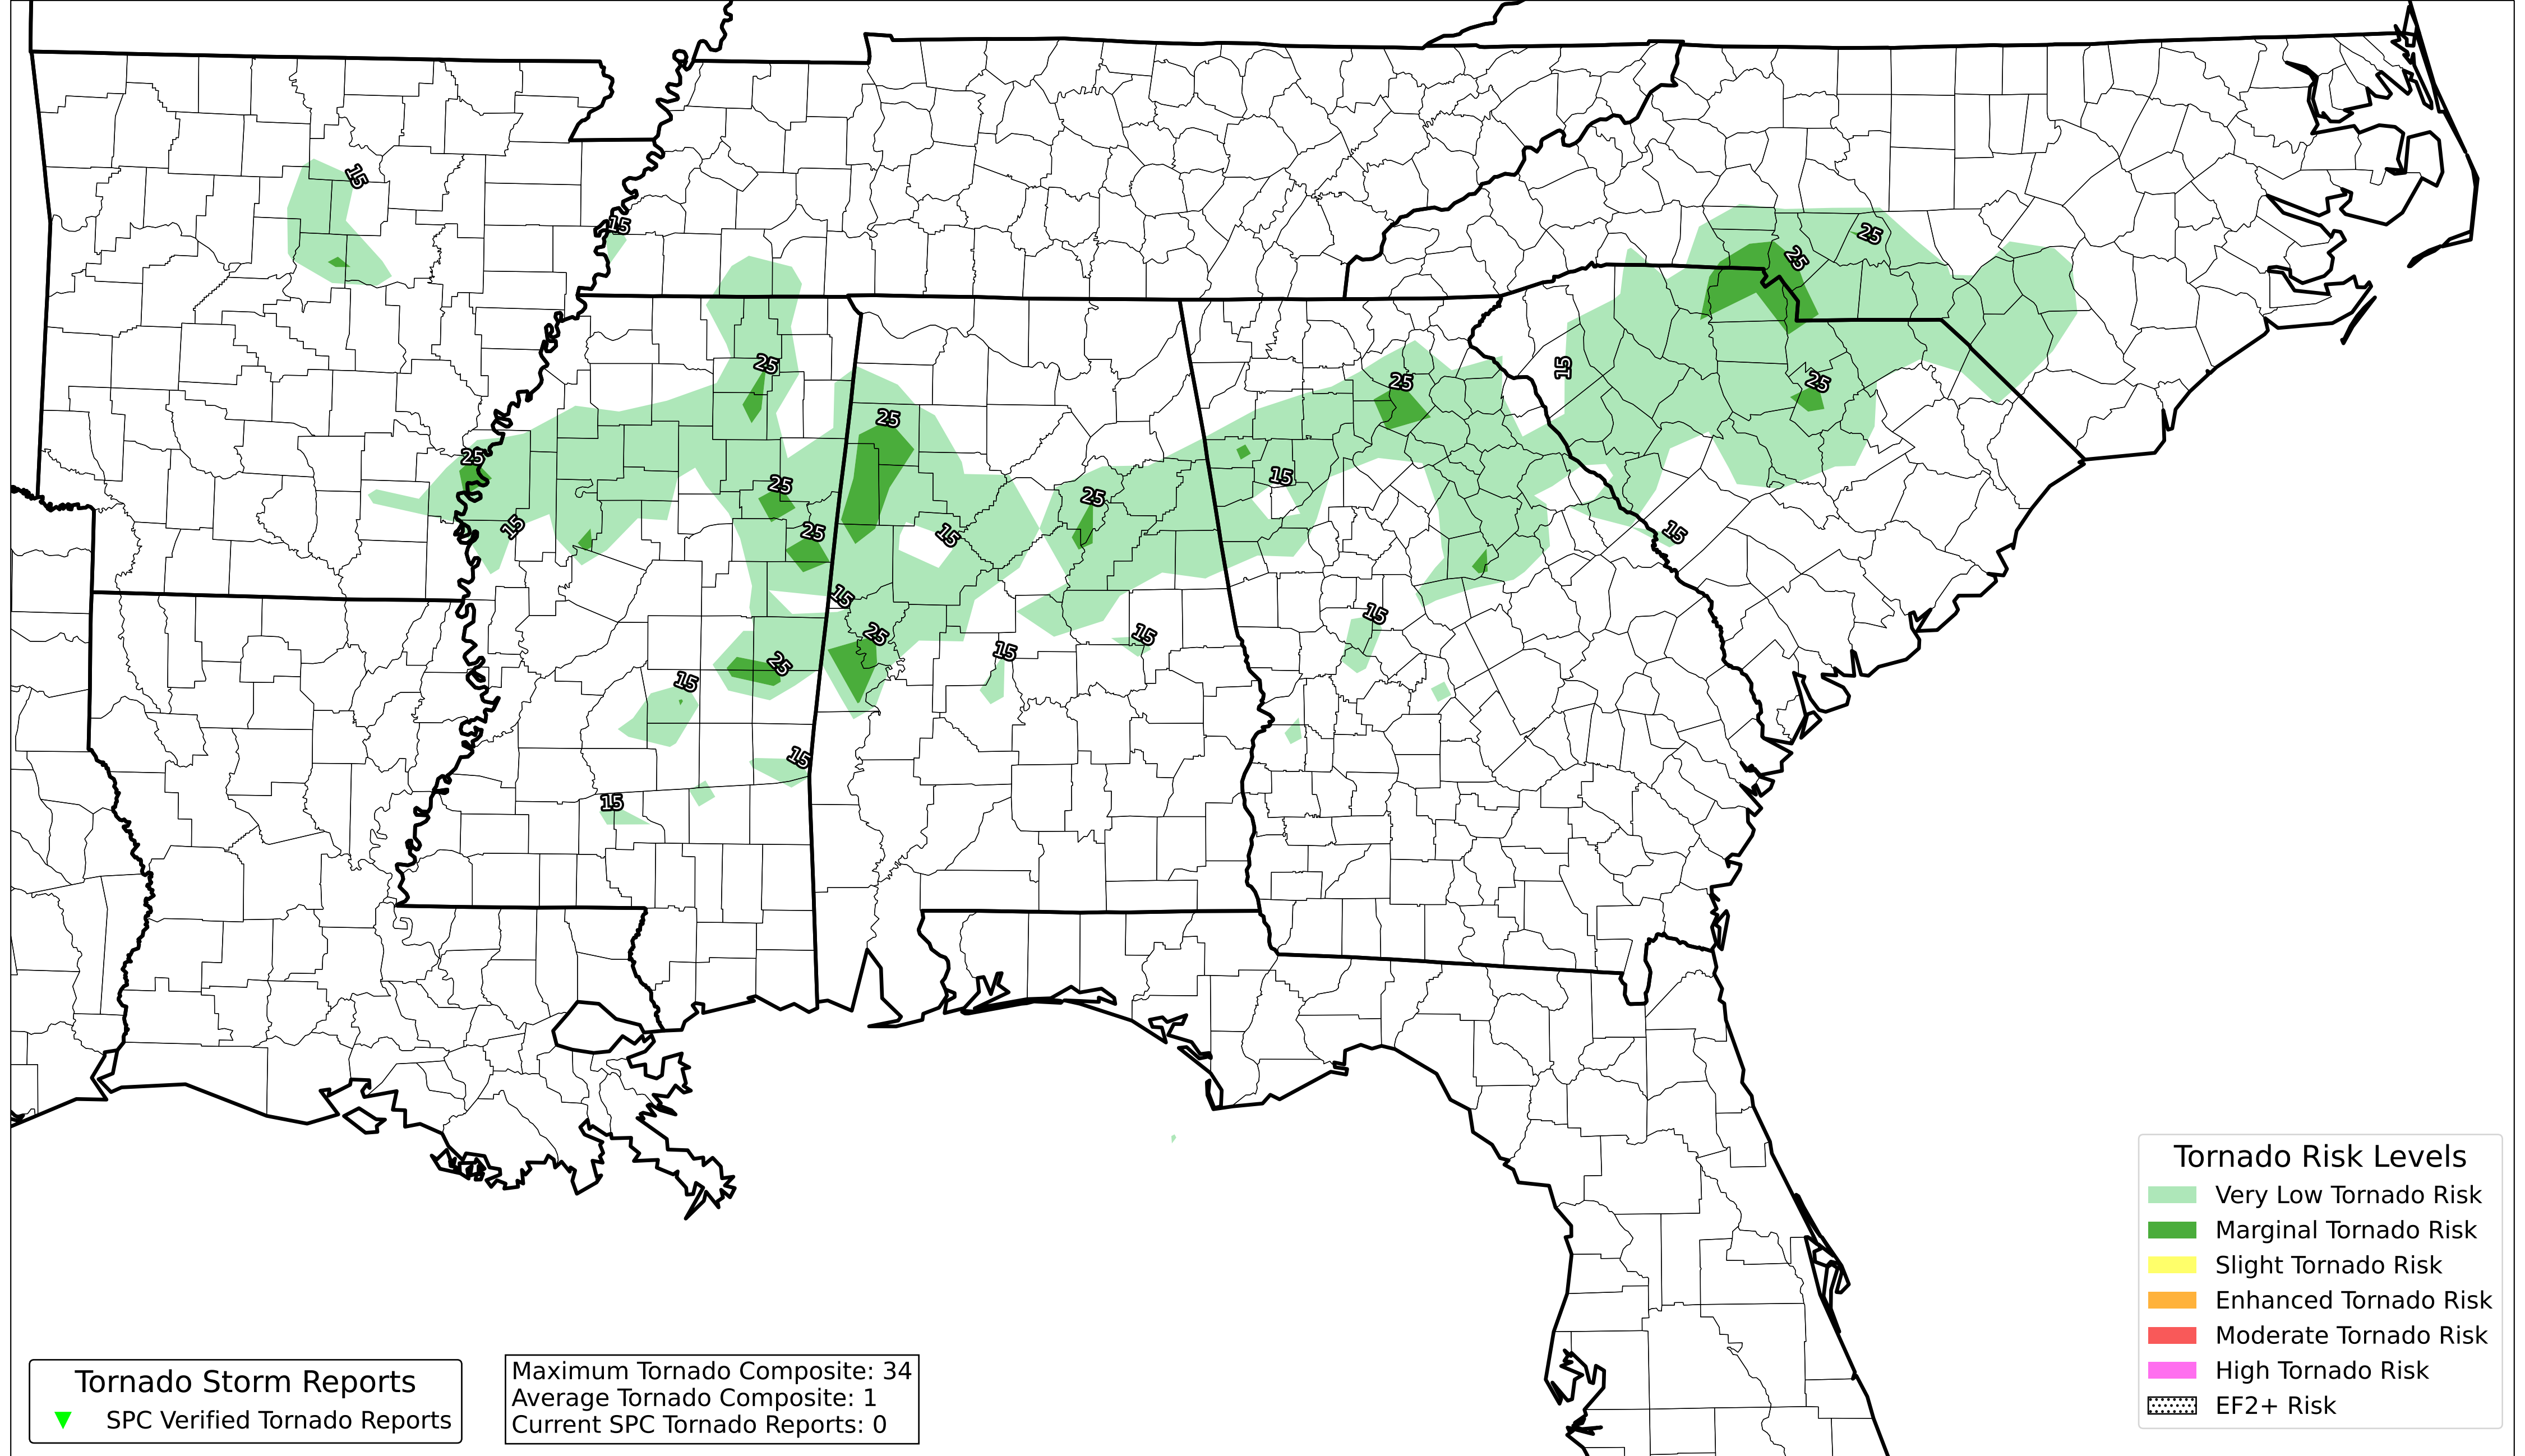 15
15
25
25
25
15
25
25
15
25
25
25
15
25
25
15
25
15
25
15
15
25
15
15
15
25
15
15
15
Tornado Risk Levels
Very Low Tornado Risk
Marginal Tornado Risk
Slight Tornado Risk
Enhanced Tornado Risk
Moderate Tornado Risk
High Tornado Risk
EF2+ Risk
Tornado Storm Reports
SPC Verified Tornado Reports
Maximum Tornado Composite: 34
Average Tornado Composite: 1
Current SPC Tornado Reports: 0